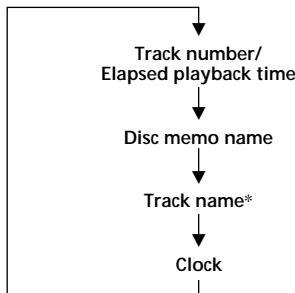 Track number/
Elapsed playback time
Disc memo name
Track name*
Clock